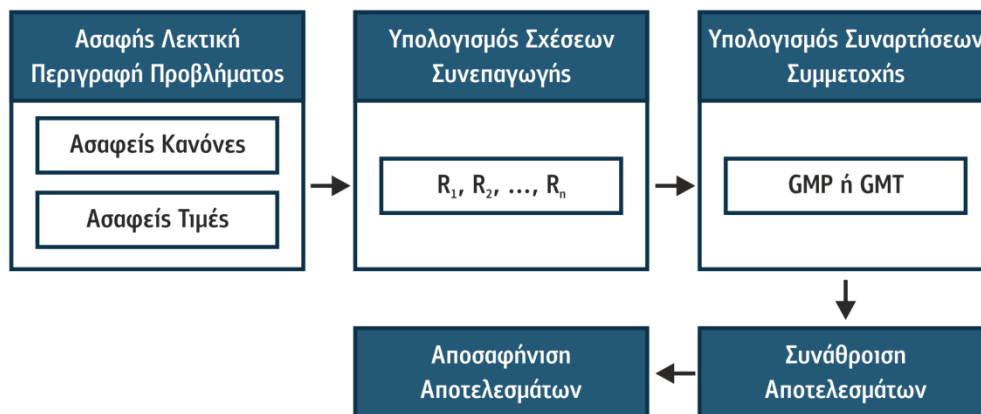 Ασαφής Λεκτική
Περιγραφή Προβλήματος
Ασαφείς Κανόνες
Ασαφείς Τιμές
Υπολογισμός Σχέσεων
Συνεπαγωγής
R₁, R₂, ..., Rₙ
Υπολογισμός Συναρτήσεων
Συμμετοχής
GMP ή GMT
Συνάθροιση
Αποτελεσμάτων
Αποσαφήνιση
Αποτελεσμάτων